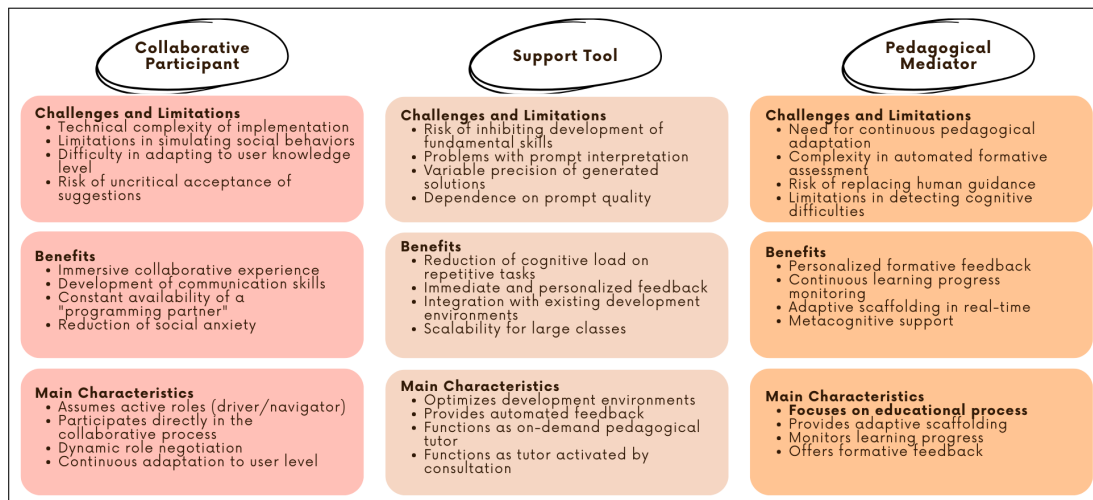 Collaborative
Participant
Challenges and Limitations
• Technical complexity of implementation
• Limitations in simulating social behaviors
• Difficulty in adapting to user knowledge
level
• Risk of uncritical acceptance of
suggestions
Benefits
• Immersive collaborative experience
• Development of communication skills
• Constant availability of a
"programming partner"
• Reduction of social anxiety
Main Characteristics
• Assumes active roles (driver/navigator)
• Participates directly in the
collaborative process
• Dynamic role negotiation
• Continuous adaptation to user level
Support Tool
Challenges and Limitations
• Risk of inhibiting development of
fundamental skills
• Problems with prompt interpretation
• Variable precision of generated
solutions
• Dependence on prompt quality
Benefits
• Reduction of cognitive load on
repetitive tasks
• Immediate and personalized feedback
• Integration with existing development
environments
• Scalability for large classes
Main Characteristics
• Optimizes development environments
• Provides automated feedback
• Functions as on-demand pedagogical
tutor
• Functions as tutor activated by
consultation
Pedagogical
Mediator
Challenges and Limitations
• Need for continuous pedagogical
adaptation
• Complexity in automated formative
assessment
• Risk of replacing human guidance
• Limitations in detecting cognitive
difficulties
Benefits
• Personalized formative feedback
• Continuous learning progress
monitoring
• Adaptive scaffolding in real-time
• Metacognitive support
Main Characteristics
• Focuses on educational process
• Provides adaptive scaffolding
• Monitors learning progress
• Offers formative feedback